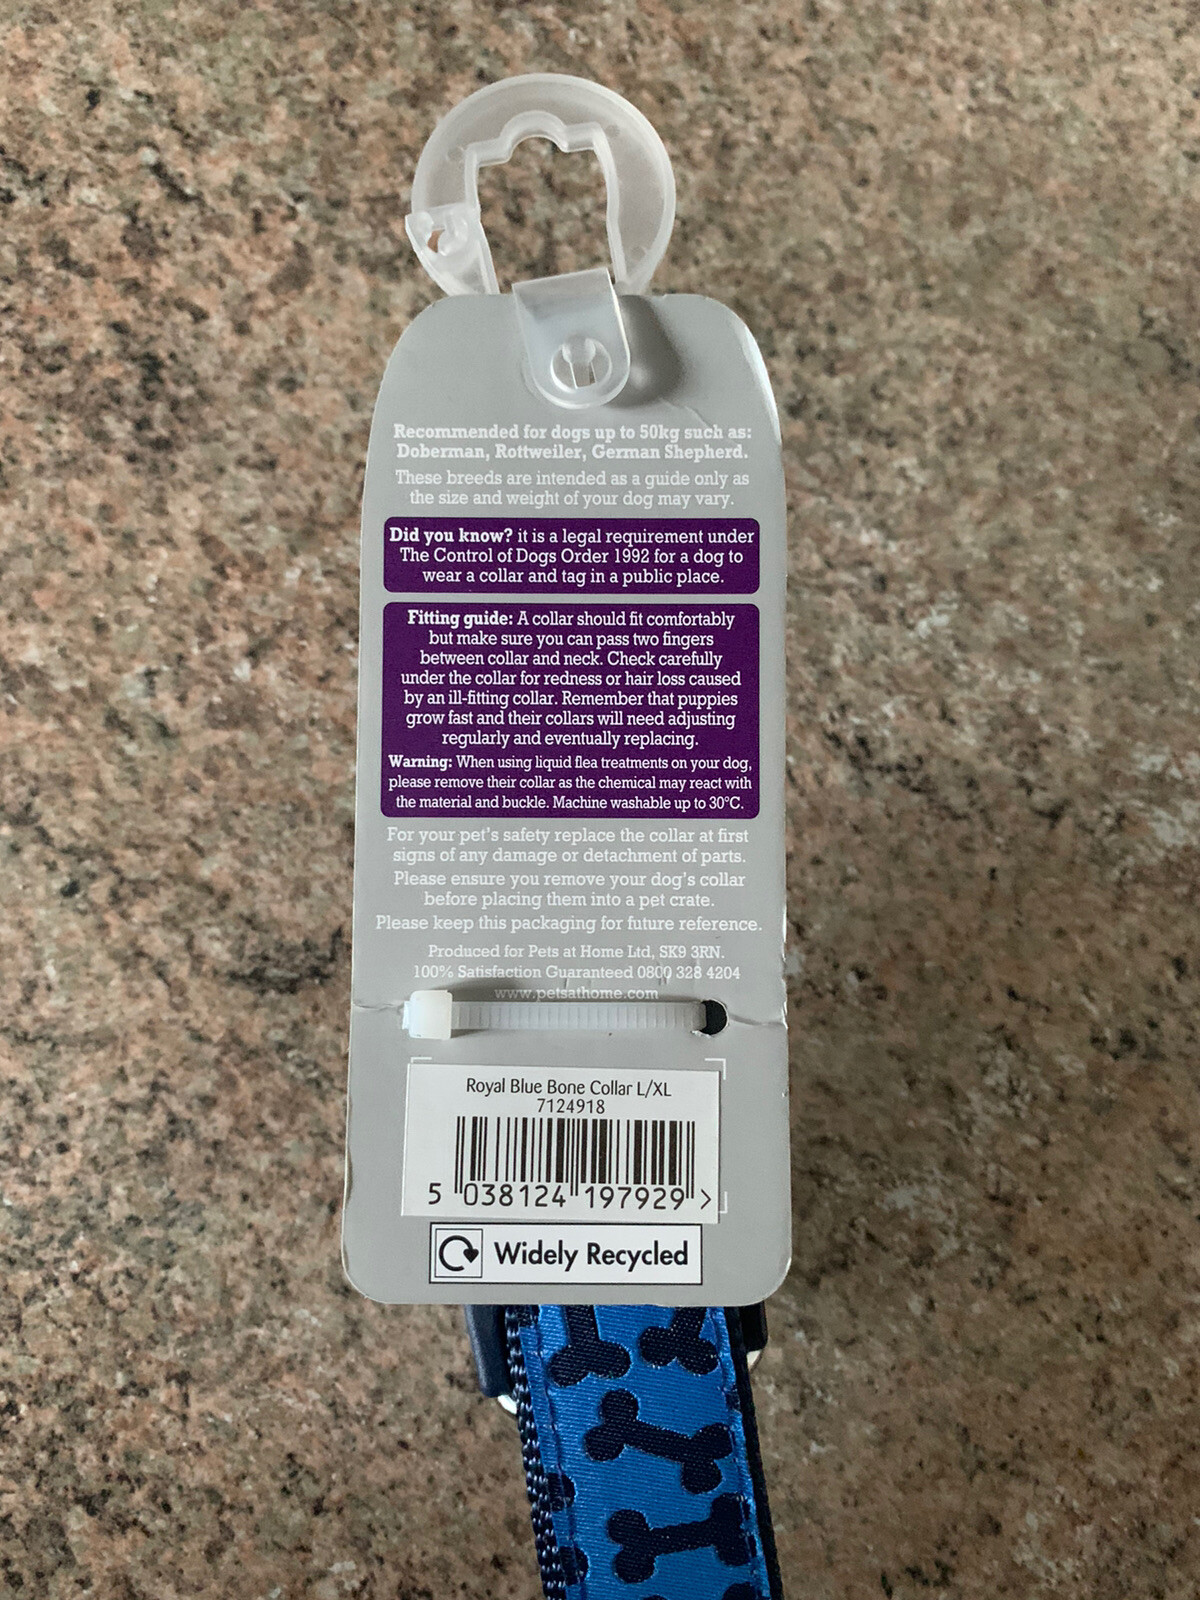 Recommended for dogs up to 50kg such as:
Doberman, Rottweiler, German Shepherd.
These breeds are intended as a guide only as
the size and weight of your dog may vary.
Did you know? it is a legal requirement under
The Control of Dogs Order 1992 for a dog to
wear a collar and tag in a public place.
Fitting guide: A collar should fit comfortably
but make sure you can pass two fingers
between collar and neck. Check carefully
under the collar for redness or hair loss caused
by an ill-fitting collar. Remember that puppies
grow fast and their collars will need adjusting
regularly and eventually replacing.
Warning: When using liquid flea treatments on your dog,
please remove their collar as the chemical may react with
the material and buckle. Machine washable up to 30°C.
For your pet's safety replace the collar at first
signs of any damage or detachment of parts.
Please ensure you remove your dog's collar
before placing them into a pet crate.
Please keep this packaging for future reference.
Produced for Pets at Home Ltd, SK9 3RN.
100% Satisfaction Guaranteed 0800 328 4204
www.petsathome.com
Royal Blue Bone Collar L/XL
7124918
5 038124 197929 >
Widely Recycled